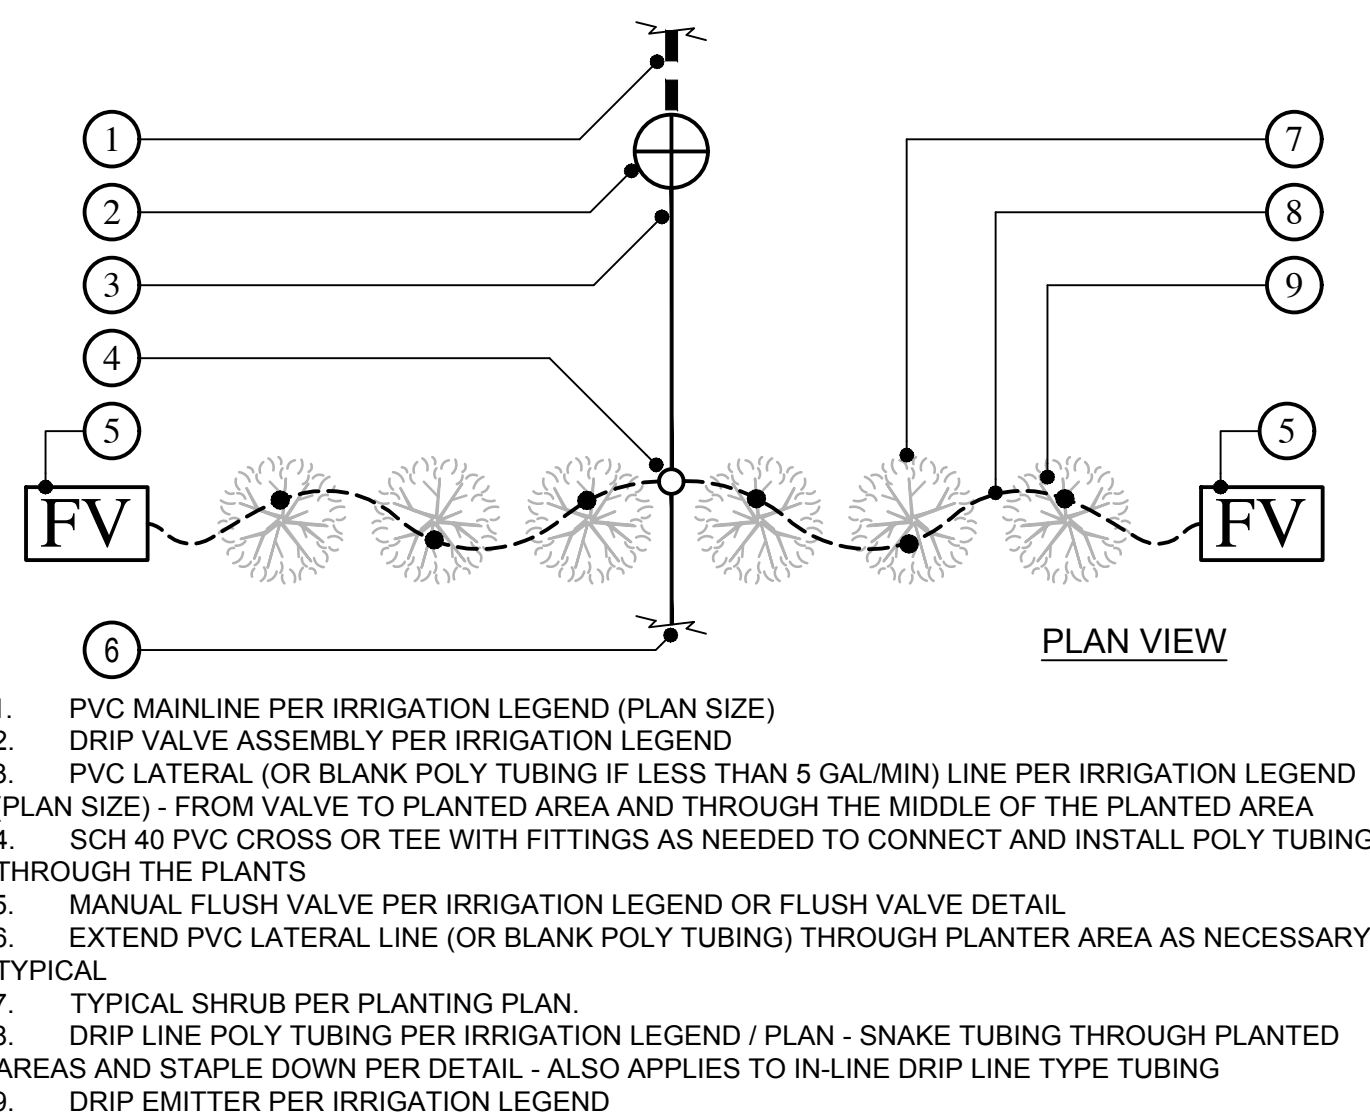 1
2
3
4
5
6
7
8
9
5
FV
FV
PLAN VIEW
1. PVC MAINLINE PER IRRIGATION LEGEND (PLAN SIZE)
2. DRIP VALVE ASSEMBLY PER IRRIGATION LEGEND
3. PVC LATERAL (OR BLANK POLY TUBING IF LESS THAN 5 GAL/MIN) LINE PER IRRIGATION LEGEND
(PLAN SIZE) - FROM VALVE TO PLANTED AREA AND THROUGH THE MIDDLE OF THE PLANTED AREA
4. SCH 40 PVC CROSS OR TEE WITH FITTINGS AS NEEDED TO CONNECT AND INSTALL POLY TUBING
THROUGH THE PLANTS
5. MANUAL FLUSH VALVE PER IRRIGATION LEGEND OR FLUSH VALVE DETAIL
6. EXTEND PVC LATERAL LINE (OR BLANK POLY TUBING) THROUGH PLANTER AREA AS NECESSARY
TYPICAL
7. TYPICAL SHRUB PER PLANTING PLAN.
8. DRIP LINE POLY TUBING PER IRRIGATION LEGEND / PLAN - SNAKE TUBING THROUGH PLANTED
AREAS AND STAPLE DOWN PER DETAIL - ALSO APPLIES TO IN-LINE DRIP LINE TYPE TUBING
9. DRIP EMITTER PER IRRIGATION LEGEND